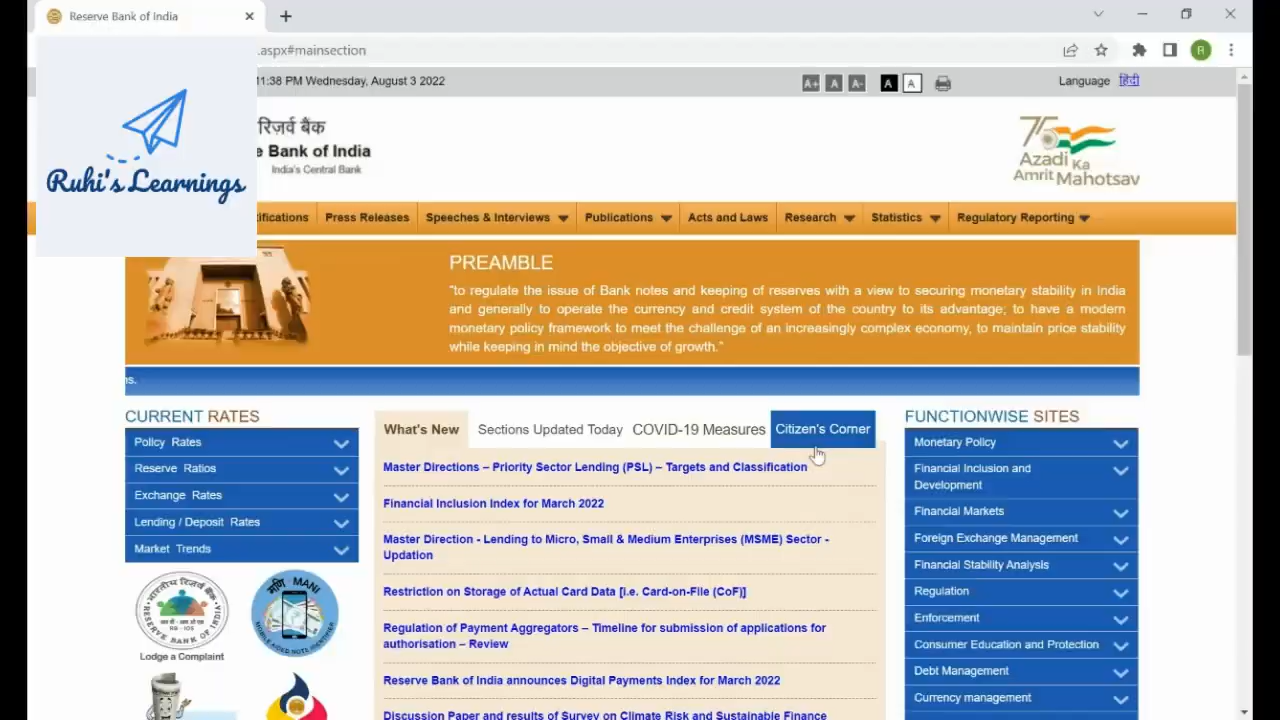 Reserve Bank of India
.aspx#mainsection
11:38 PM Wednesday, August 3 2022
A+ A A- A A
Language हिंदी
Ruhi's Learnings
रिज़र्व बैंक
e Bank of India
India's Central Bank
Azadi Ka
Amrit Mahotsav
tifications Press Releases Speeches & Interviews Publications Acts and Laws Research Statistics Regulatory Reporting
PREAMBLE
"to regulate the issue of Bank notes and keeping of reserves with a view to securing monetary stability in India
and generally to operate the currency and credit system of the country to its advantage; to have a modern
monetary policy framework to meet the challenge of an increasingly complex economy, to maintain price stability
while keeping in mind the objective of growth."
ns.
CURRENT RATES
Policy Rates
Reserve Ratios
Exchange Rates
Lending / Deposit Rates
Market Trends
भारतीय रिज़र्व बैंक
RESERVE BANK OF INDIA
Lodge a Complaint
मणि MANI
What's New Sections Updated Today COVID-19 Measures Citizen's Corner
Master Directions – Priority Sector Lending (PSL) – Targets and Classification
Financial Inclusion Index for March 2022
Master Direction - Lending to Micro, Small & Medium Enterprises (MSME) Sector -
Updation
Restriction on Storage of Actual Card Data [i.e. Card-on-File (CoF)]
Regulation of Payment Aggregators – Timeline for submission of applications for
authorisation – Review
Reserve Bank of India announces Digital Payments Index for March 2022
Discussion Paper and results of Survey on Climate Risk and Sustainable Finance
FUNCTIONWISE SITES
Monetary Policy
Financial Inclusion and
Development
Financial Markets
Foreign Exchange Management
Financial Stability Analysis
Regulation
Enforcement
Consumer Education and Protection
Debt Management
Currency management